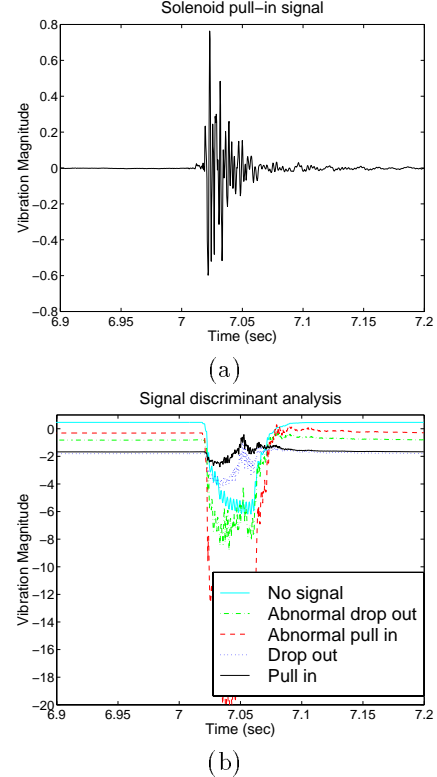 Solenoid pull-in signal
0.8
0.6
0.4
0.2
0
−0.2
−0.4
−0.6
−0.8
6.9 6.95 7 7.05 7.1 7.15 7.2
Vibration Magnitude
Time (sec)
(a)
Signal discriminant analysis
0
−2
−4
−6
−8
−10
−12
−14
−16
−18
−20
6.9 6.95 7 7.05 7.1 7.15 7.2
Vibration Magnitude
Time (sec)
No signal
Abnormal drop out
Abnormal pull in
Drop out
Pull in
(b)